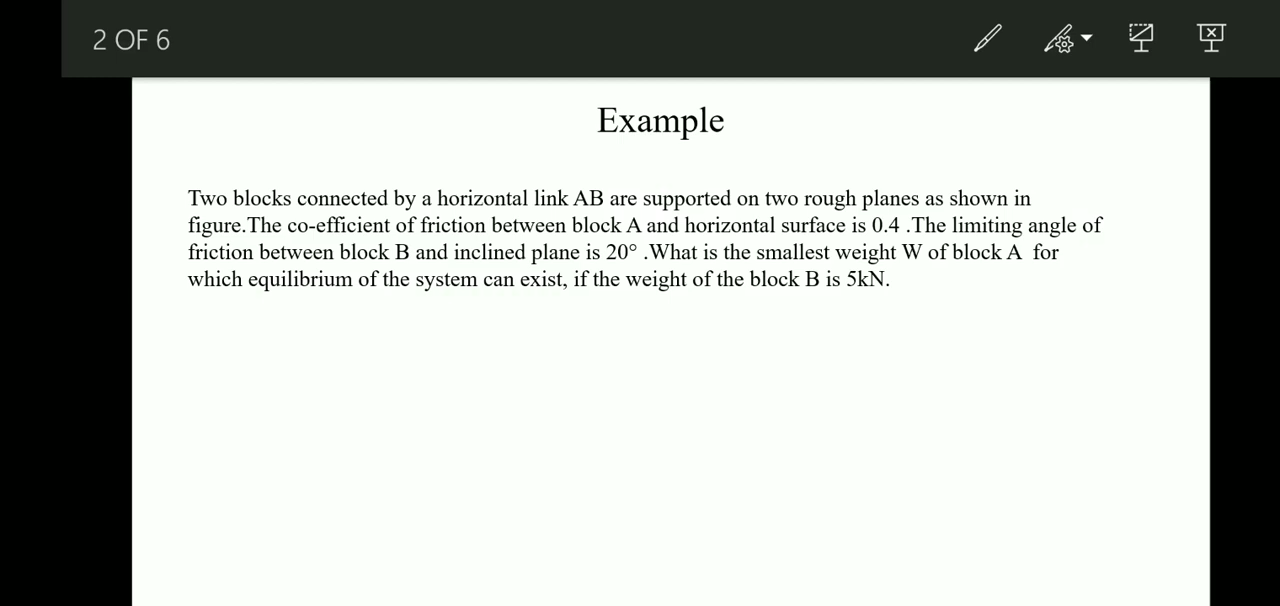 2 OF 6
Example
Two blocks connected by a horizontal link AB are supported on two rough planes as shown in
figure.The co-efficient of friction between block A and horizontal surface is 0.4 .The limiting angle of
friction between block B and inclined plane is 20° .What is the smallest weight W of block A  for
which equilibrium of the system can exist, if the weight of the block B is 5kN.